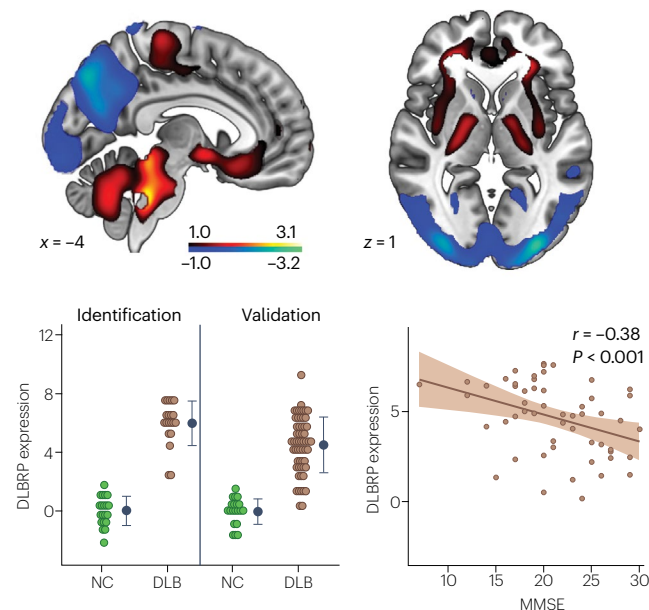 x = −4
1.0 3.1
−1.0 −3.2
z = 1
Identification Validation
DLBRP expression
12
8
4
0
NC DLB NC DLB
r = −0.38
P < 0.001
DLBRP expression
5
0
10 15 20 25 30
MMSE